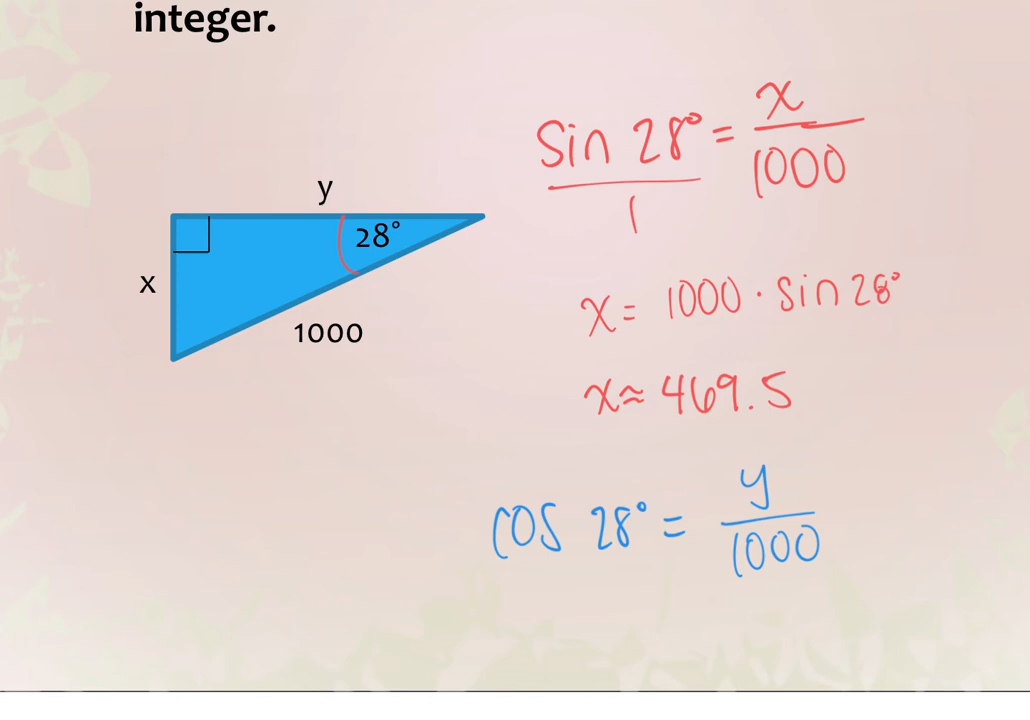 integer.
sin 28° = x
1 1000
y
28°
x
1000
x = 1000 · sin 28°
x ≈ 469.5
cos 28° = y
1000